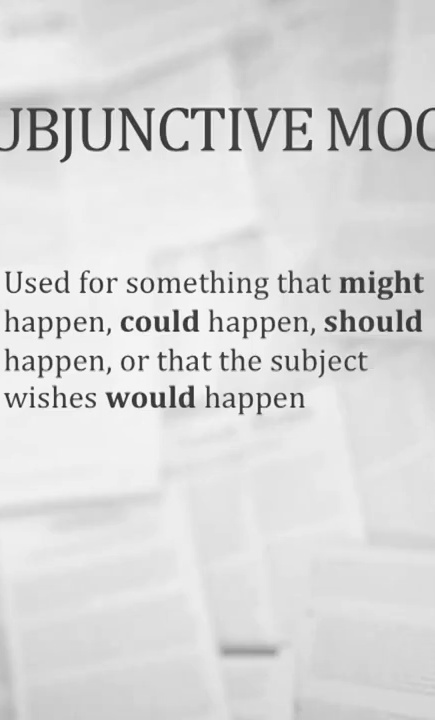 UBJUNCTIVE MOO
Used for something that might
happen, could happen, should
happen, or that the subject
wishes would happen